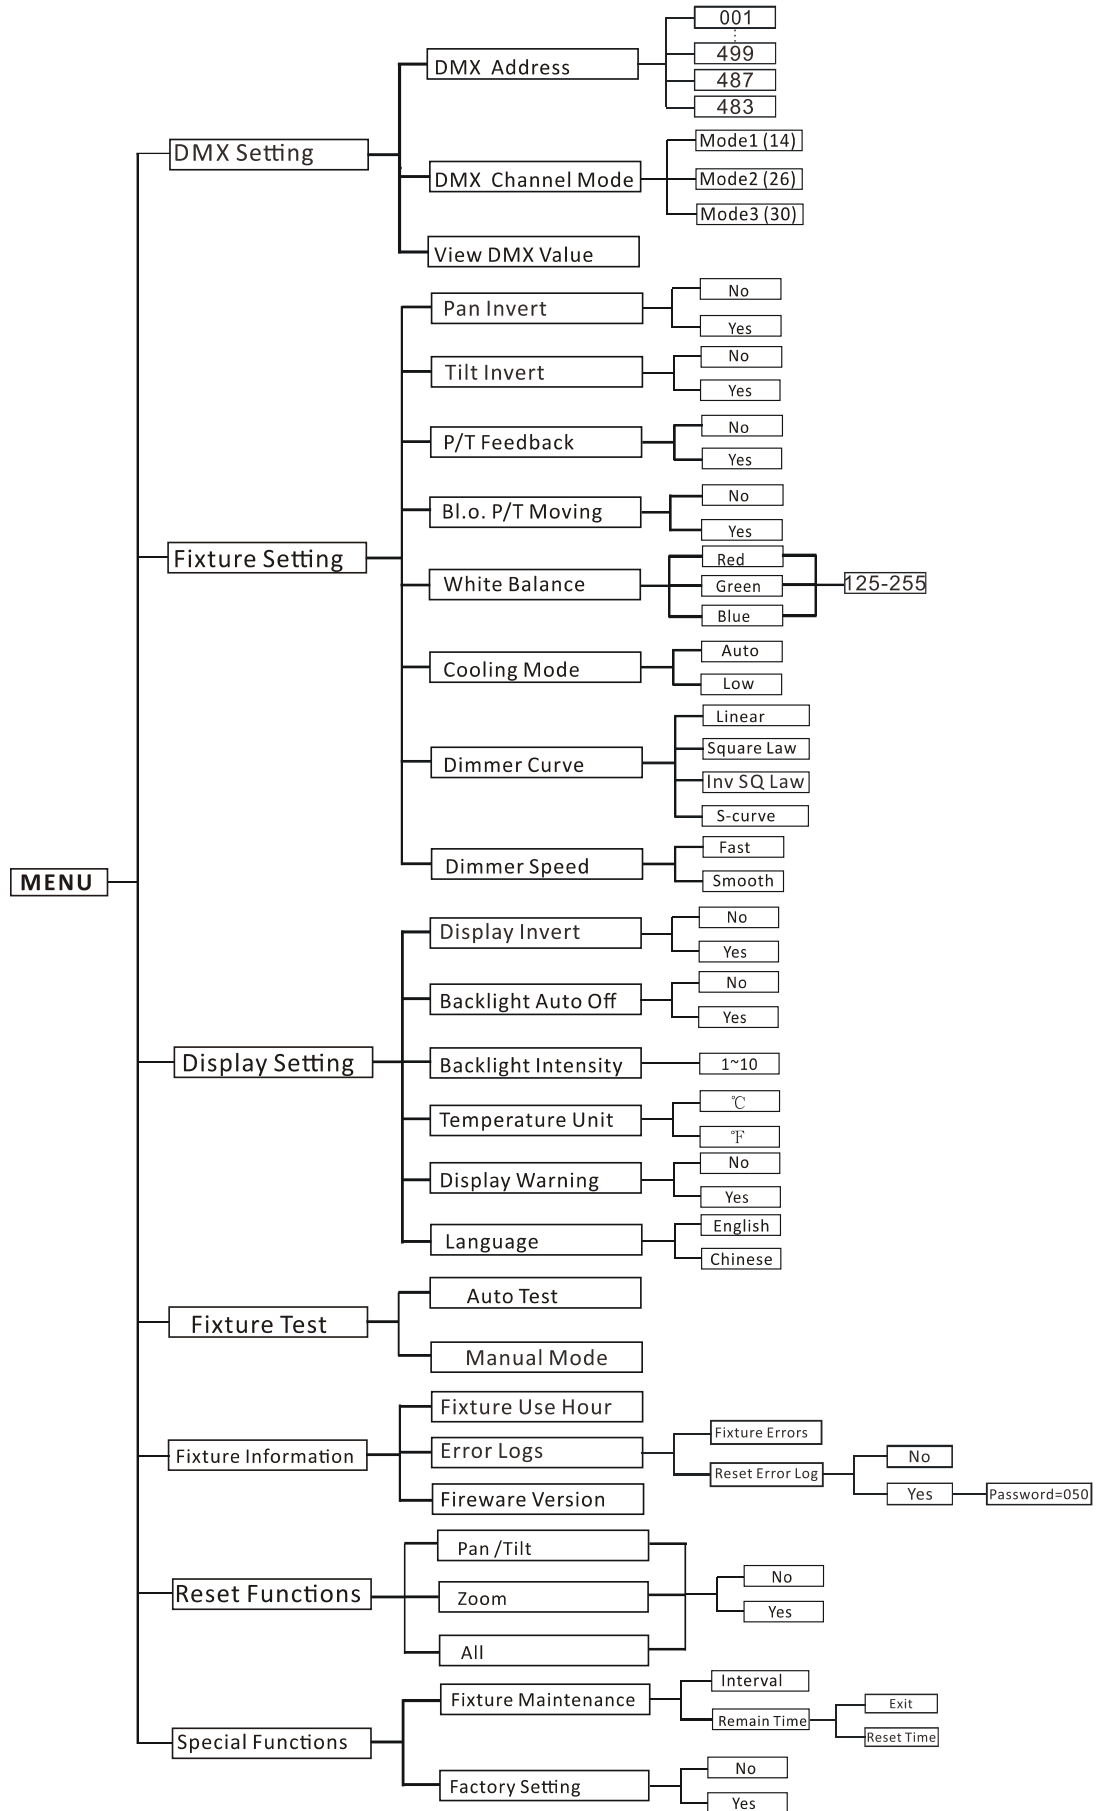 MENU
DMX Setting
DMX Address
001
499
487
483
DMX Channel Mode
Mode1 (14)
Mode2 (26)
Mode3 (30)
View DMX Value
Fixture Setting
Pan Invert
No
Yes
Tilt Invert
No
Yes
P/T Feedback
No
Yes
Bl.o. P/T Moving
No
Yes
White Balance
Red
Green
Blue
125-255
Cooling Mode
Auto
Low
Dimmer Curve
Linear
Square Law
Inv SQ Law
S-curve
Dimmer Speed
Fast
Smooth
Display Setting
Display Invert
No
Yes
Backlight Auto Off
No
Yes
Backlight Intensity
1~10
Temperature Unit
℃
℉
Display Warning
No
Yes
Language
English
Chinese
Fixture Test
Auto Test
Manual Mode
Fixture Information
Fixture Use Hour
Error Logs
Fixture Errors
Reset Error Log
No
Yes
Password=050
Fireware Version
Reset Functions
Pan /Tilt
Zoom
All
No
Yes
Special Functions
Fixture Maintenance
Interval
Remain Time
Exit
Reset Time
Factory Setting
No
Yes